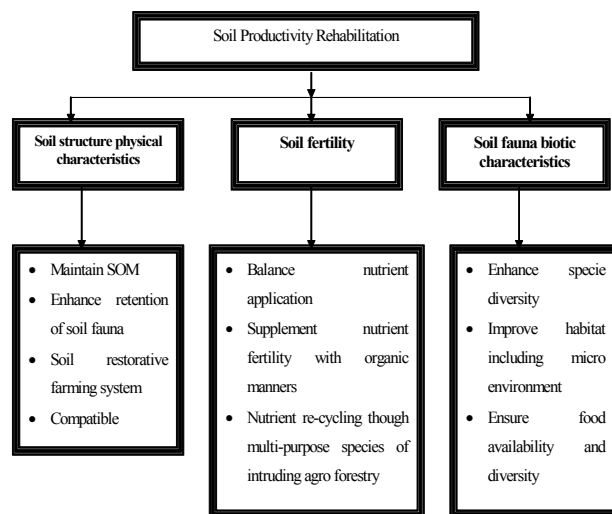 Soil Productivity Rehabilitation
Soil structure physical
characteristics
Soil fertility
Soil fauna biotic
characteristics
• Maintain SOM
• Enhance retention
of soil fauna
• Soil restorative
farming system
• Compatible
• Balance nutrient
application
• Supplement nutrient
fertility with organic
manners
• Nutrient re-cycling though
multi-purpose species of
intruding agro forestry
• Enhance specie
diversity
• Improve habitat
including micro
environment
• Ensure food
availability and
diversity